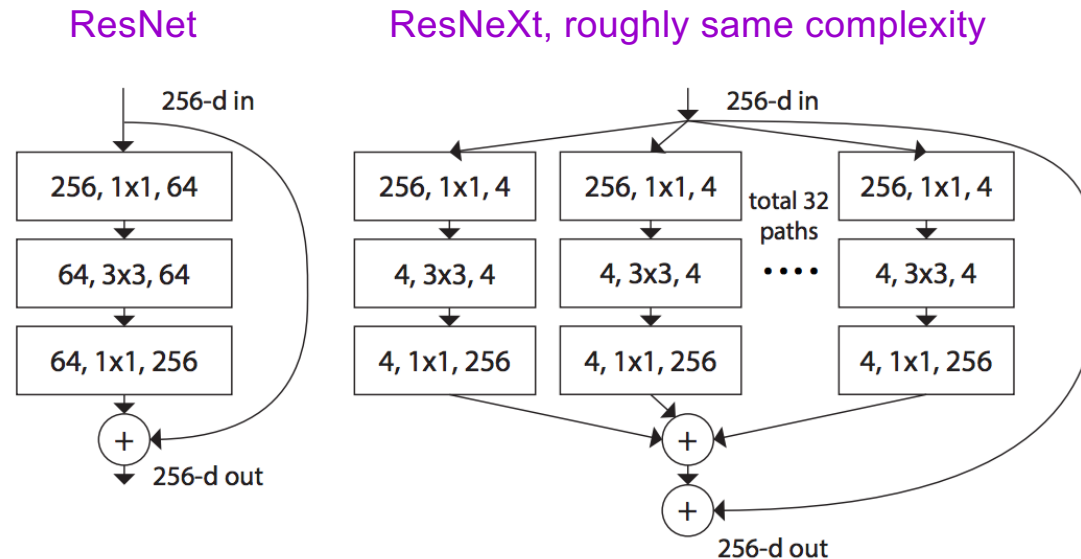 ResNet
256-d in
256, 1x1, 64
64, 3x3, 64
64, 1x1, 256
+
256-d out
ResNeXt, roughly same complexity
256-d in
256, 1x1, 4
256, 1x1, 4
total 32
paths
256, 1x1, 4
4, 3x3, 4
4, 3x3, 4
....
4, 3x3, 4
4, 1x1, 256
4, 1x1, 256
4, 1x1, 256
+
+
256-d out